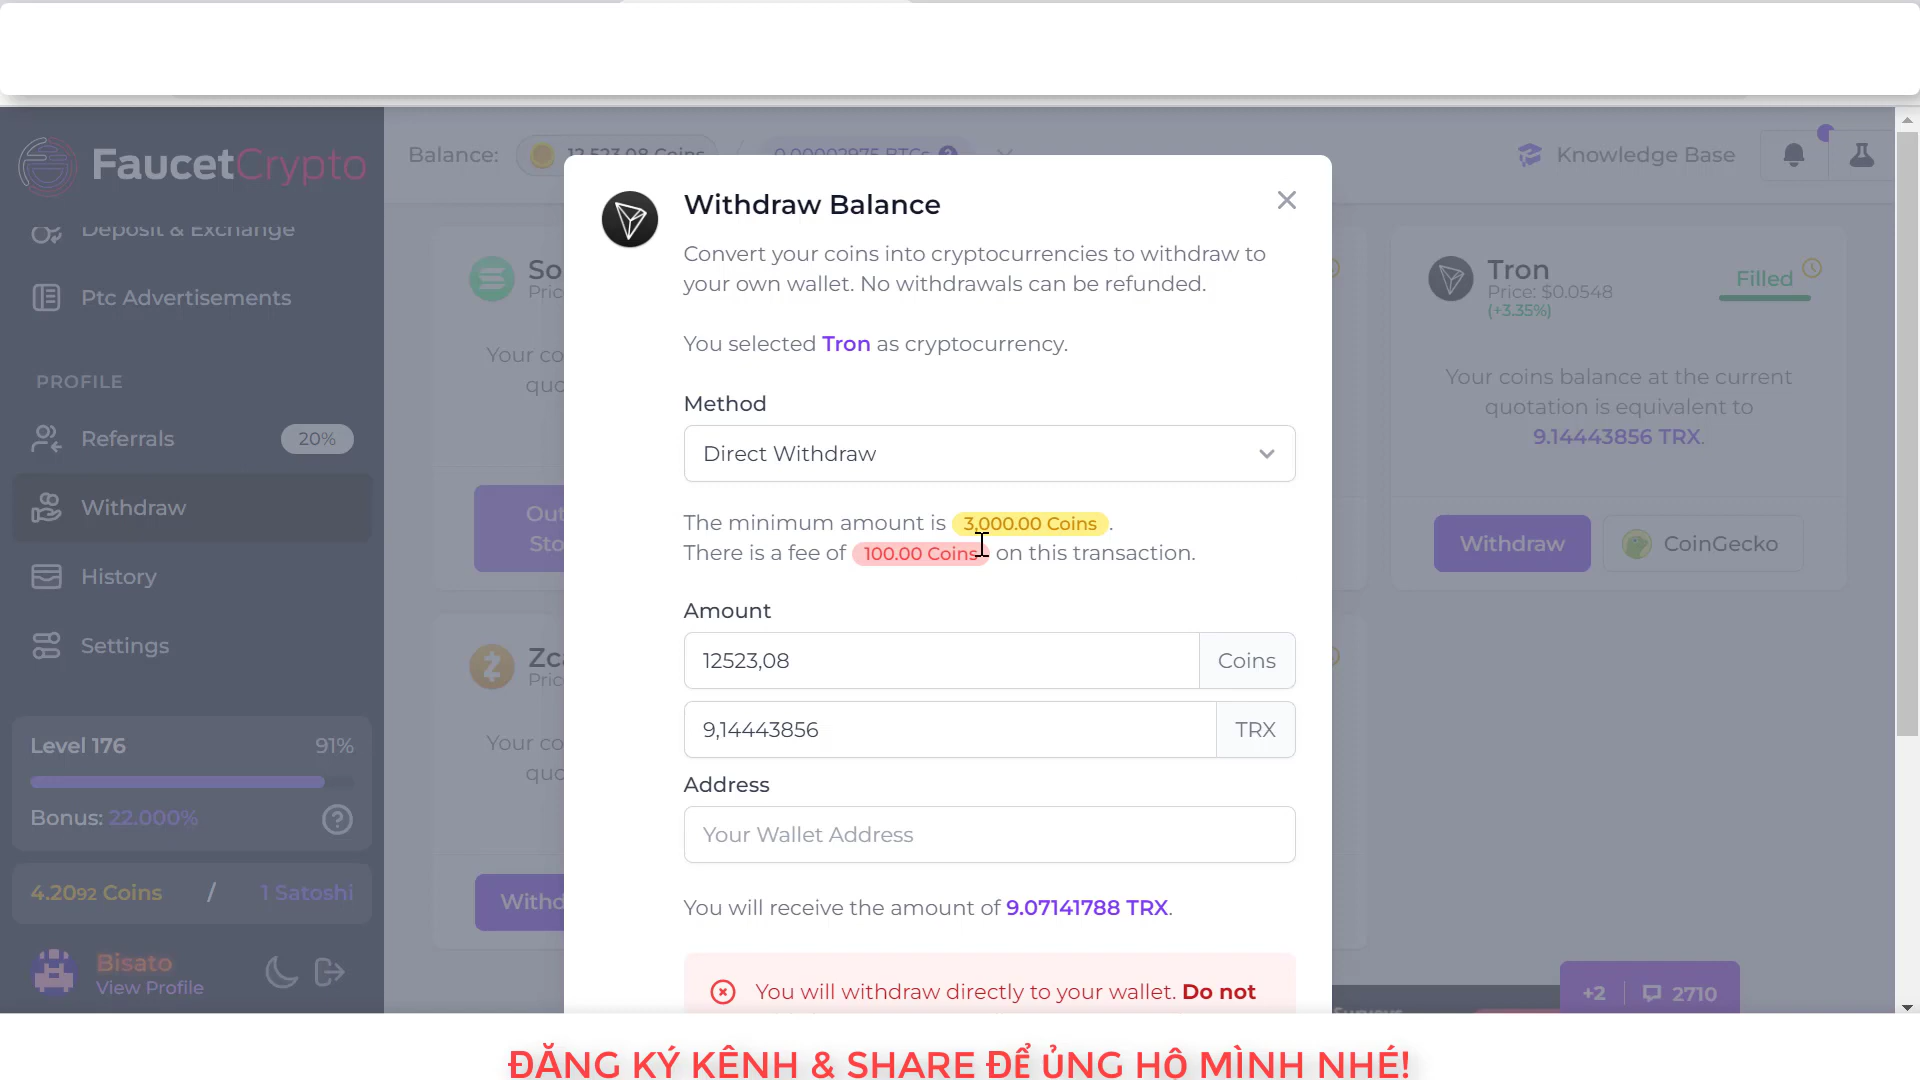 FaucetCrypto
Balance:
12,523.08 Coins
/
0.00002975 BTCs
Knowledge Base
Deposit & Exchange
Ptc Advertisements
PROFILE
Referrals
20%
Withdraw
History
Settings
Level 176
91%
Bonus: 22.000%
4.2092 Coins / 1 Satoshi
Bisato
View Profile
Withdraw Balance
Convert your coins into cryptocurrencies to withdraw to
your own wallet. No withdrawals can be refunded.
You selected Tron as cryptocurrency.
Method
Direct Withdraw
The minimum amount is 3,000.00 Coins .
There is a fee of 100.00 Coins on this transaction.
Amount
12523,08
Coins
9,14443856
TRX
Address
Your Wallet Address
You will receive the amount of 9.07141788 TRX.
You will withdraw directly to your wallet. Do not
Tron
Price: $0.0548
(+3.35%)
Filled
Your coins balance at the current
quotation is equivalent to
9.14443856 TRX.
Withdraw
CoinGecko
+2
2710
ĐĂNG KÝ KÊNH & SHARE ĐỂ ỦNG HỘ MÌNH NHÉ!